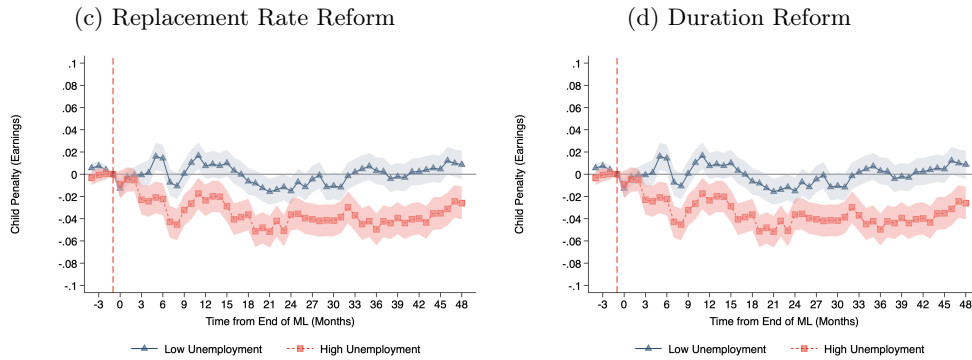 (c) Replacement Rate Reform
(d) Duration Reform
Child Penalty (Earnings)
.1
.08
.06
.04
.02
0
-.02
-.04
-.06
-.08
-.1
-3 0 3 6 9 12 15 18 21 24 27 30 33 36 39 42 45 48
Time from End of ML (Months)
Low Unemployment High Unemployment
Child Penalty (Earnings)
.1
.08
.06
.04
.02
0
-.02
-.04
-.06
-.08
-.1
-3 0 3 6 9 12 15 18 21 24 27 30 33 36 39 42 45 48
Time from End of ML (Months)
Low Unemployment High Unemployment